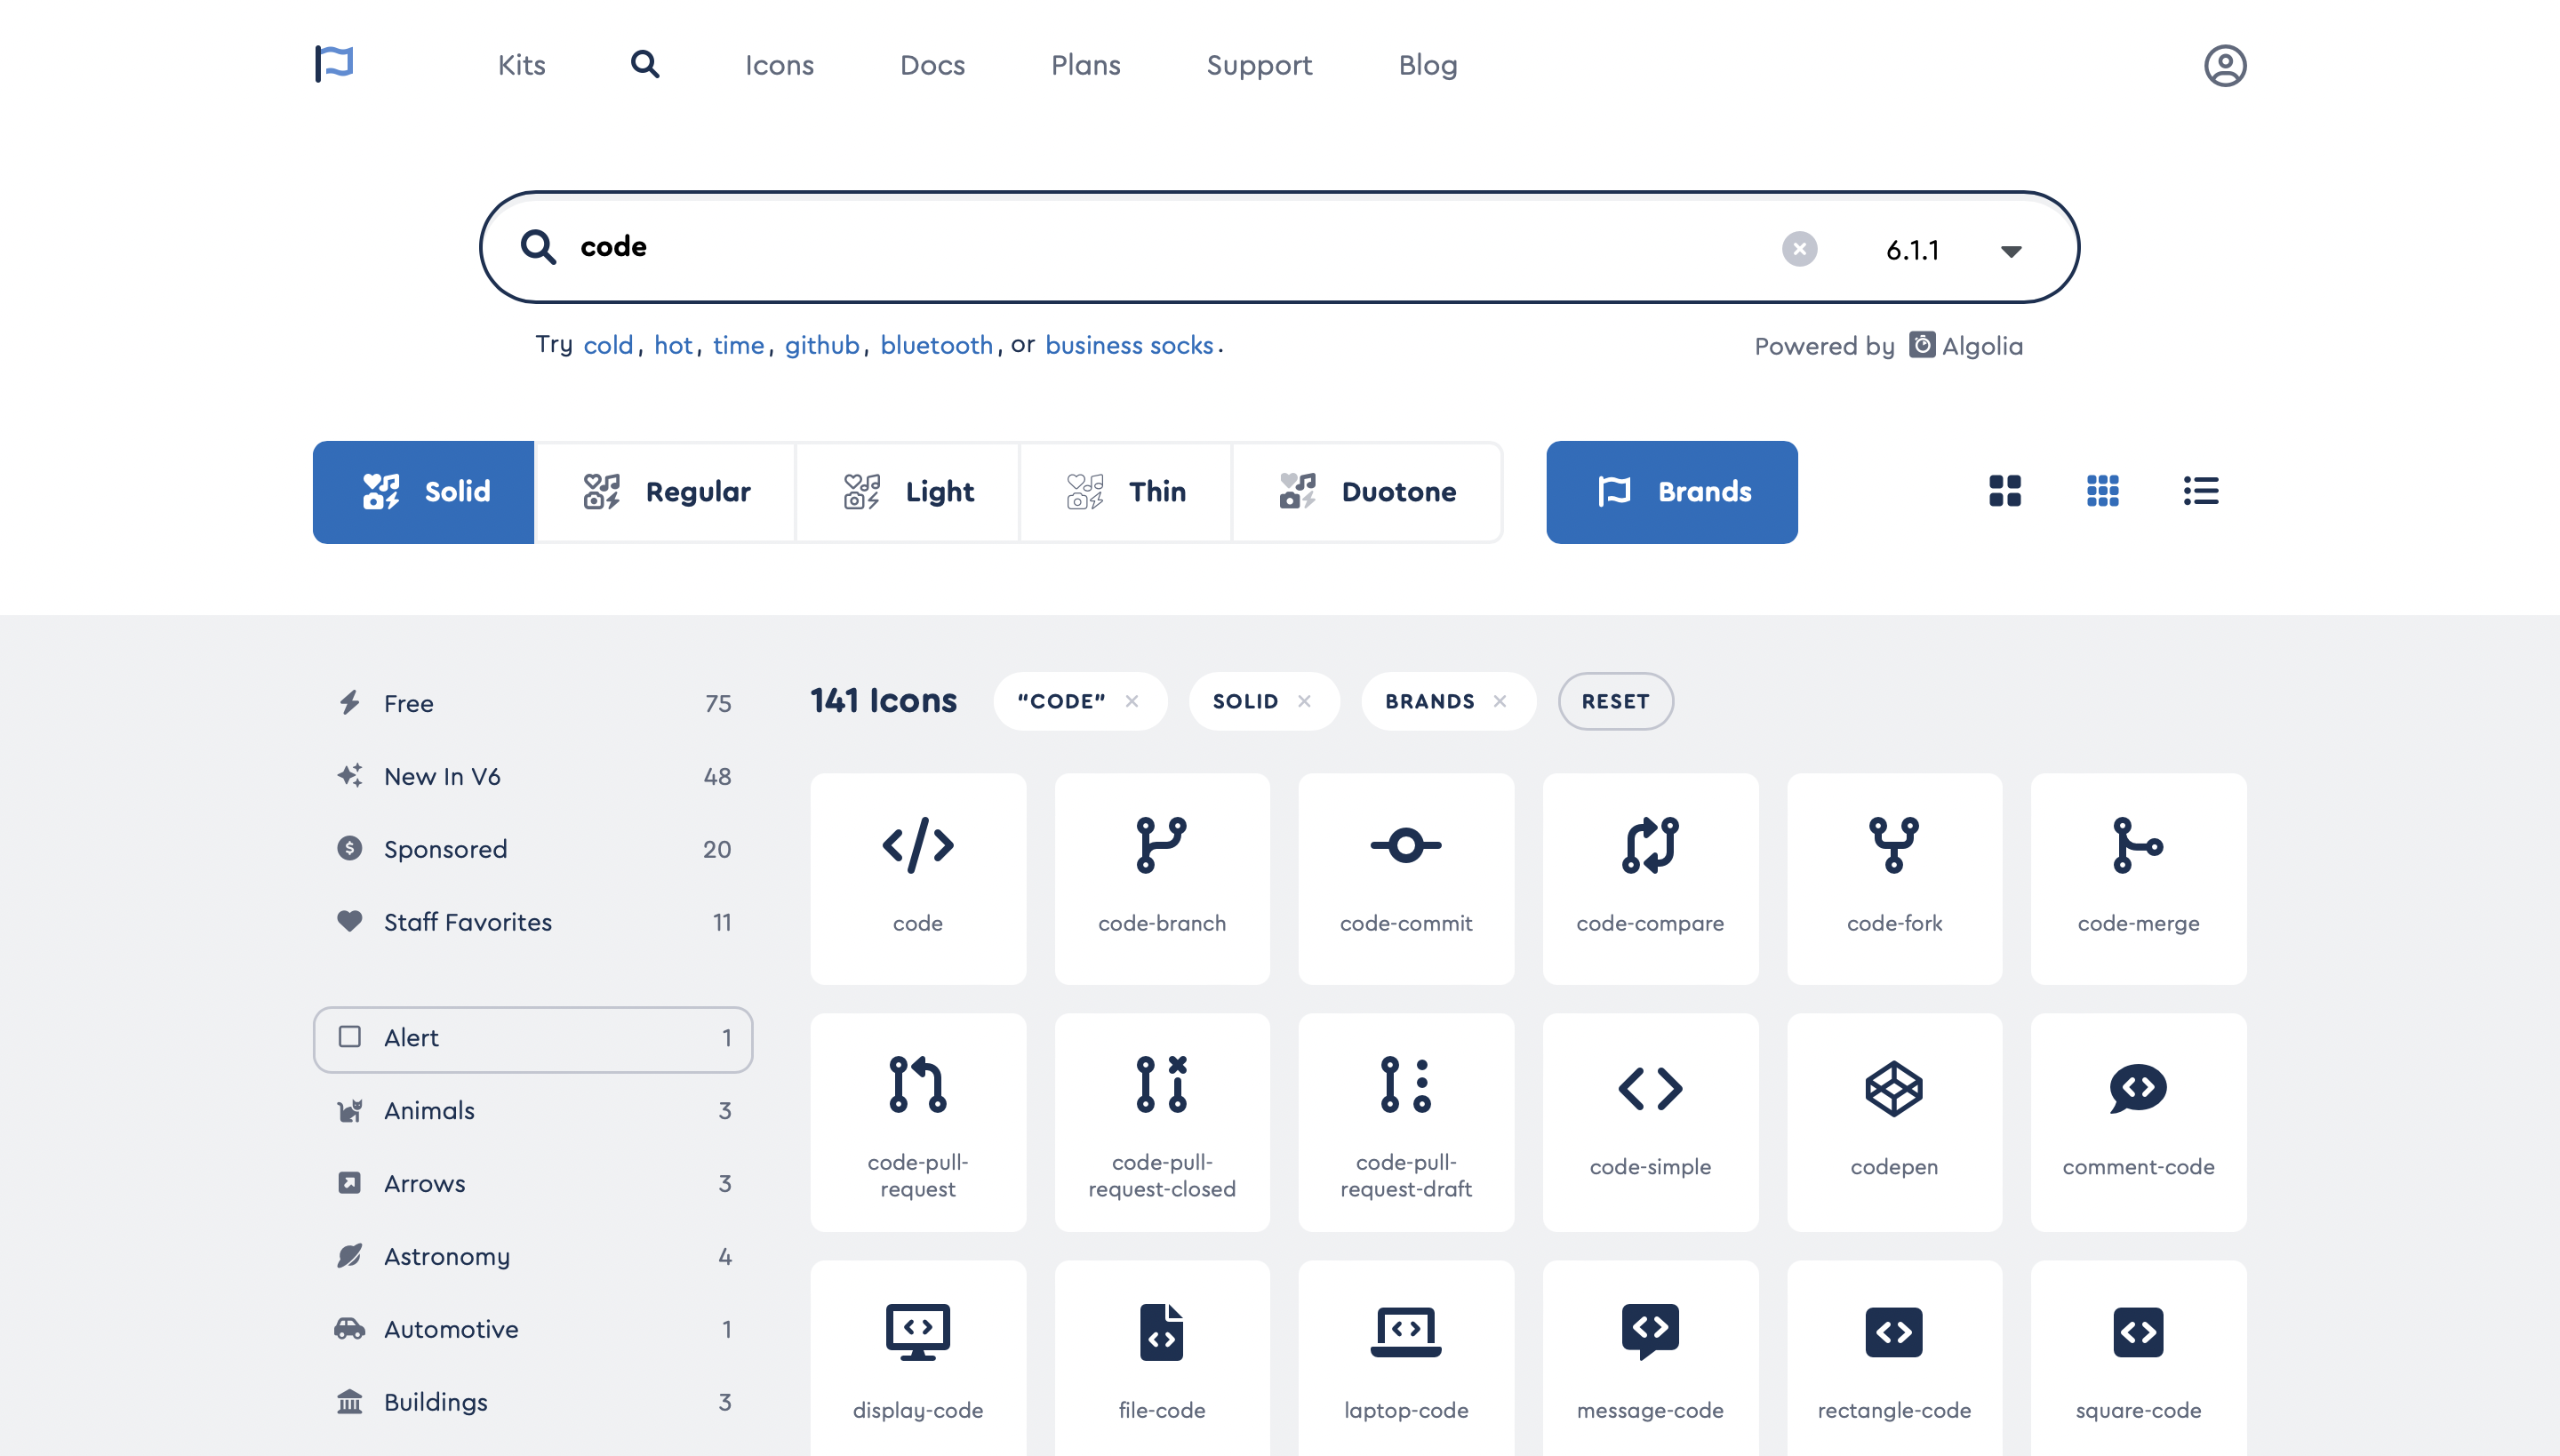 Kits
Icons
Docs
Plans
Support
Blog
code
6.1.1
Try cold, hot, time, github, bluetooth, or business socks.
Powered by Algolia
Solid
Regular
Light
Thin
Duotone
Brands
Free 75
New In V6 48
Sponsored 20
Staff Favorites 11
Alert 1
Animals 3
Arrows 3
Astronomy 4
Automotive 1
Buildings 3
141 Icons
"CODE"
SOLID
BRANDS
RESET
code
code-branch
code-commit
code-compare
code-fork
code-merge
code-pull-
request
code-pull-
request-closed
code-pull-
request-draft
code-simple
codepen
comment-code
display-code
file-code
laptop-code
message-code
rectangle-code
square-code